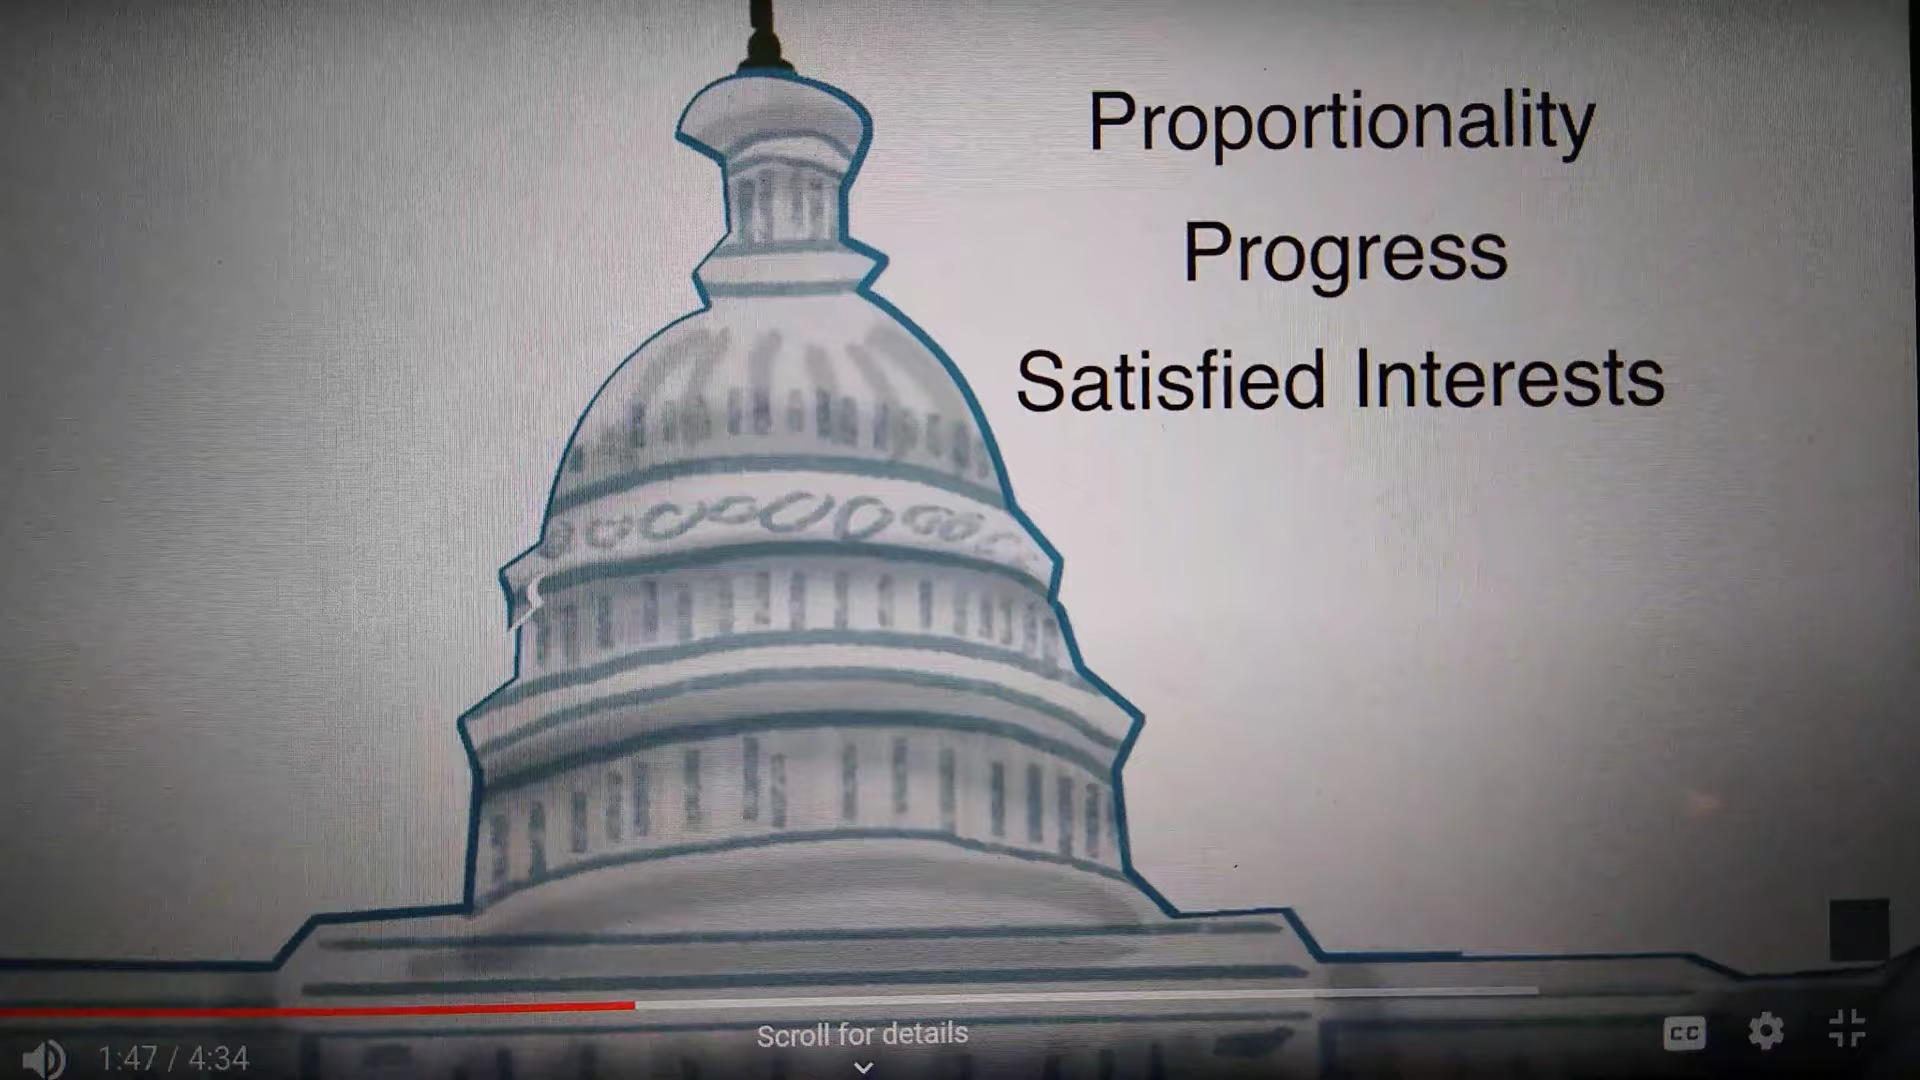 Proportionality
Progress
Satisfied Interests
Scroll for details
1:47 / 4:34
CC